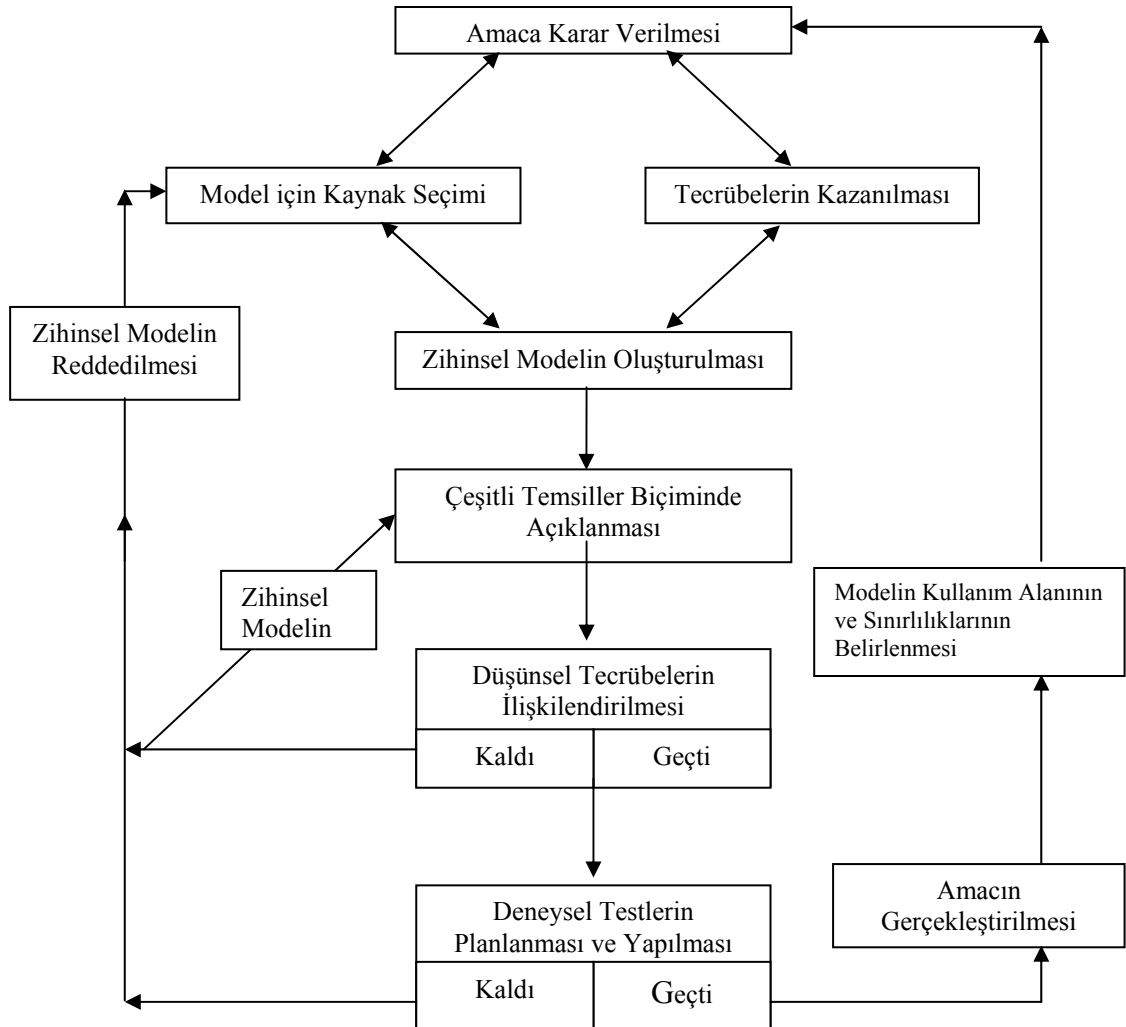 Amaca Karar Verilmesi
Model için Kaynak Seçimi
Tecrübelerin Kazanılması
Zihinsel Modelin
Reddedilmesi
Zihinsel Modelin Oluşturulması
Çeşitli Temsiller Biçiminde
Açıklanması
Zihinsel
Modelin
Modelin Kullanım Alanının
ve Sınırlılıklarının
Belirlenmesi
Düşünsel Tecrübelerin
İlişkilendirilmesi
Kaldı
Geçti
Amacın
Gerçekleştirilmesi
Deneysel Testlerin
Planlanması ve Yapılması
Kaldı
Geçti